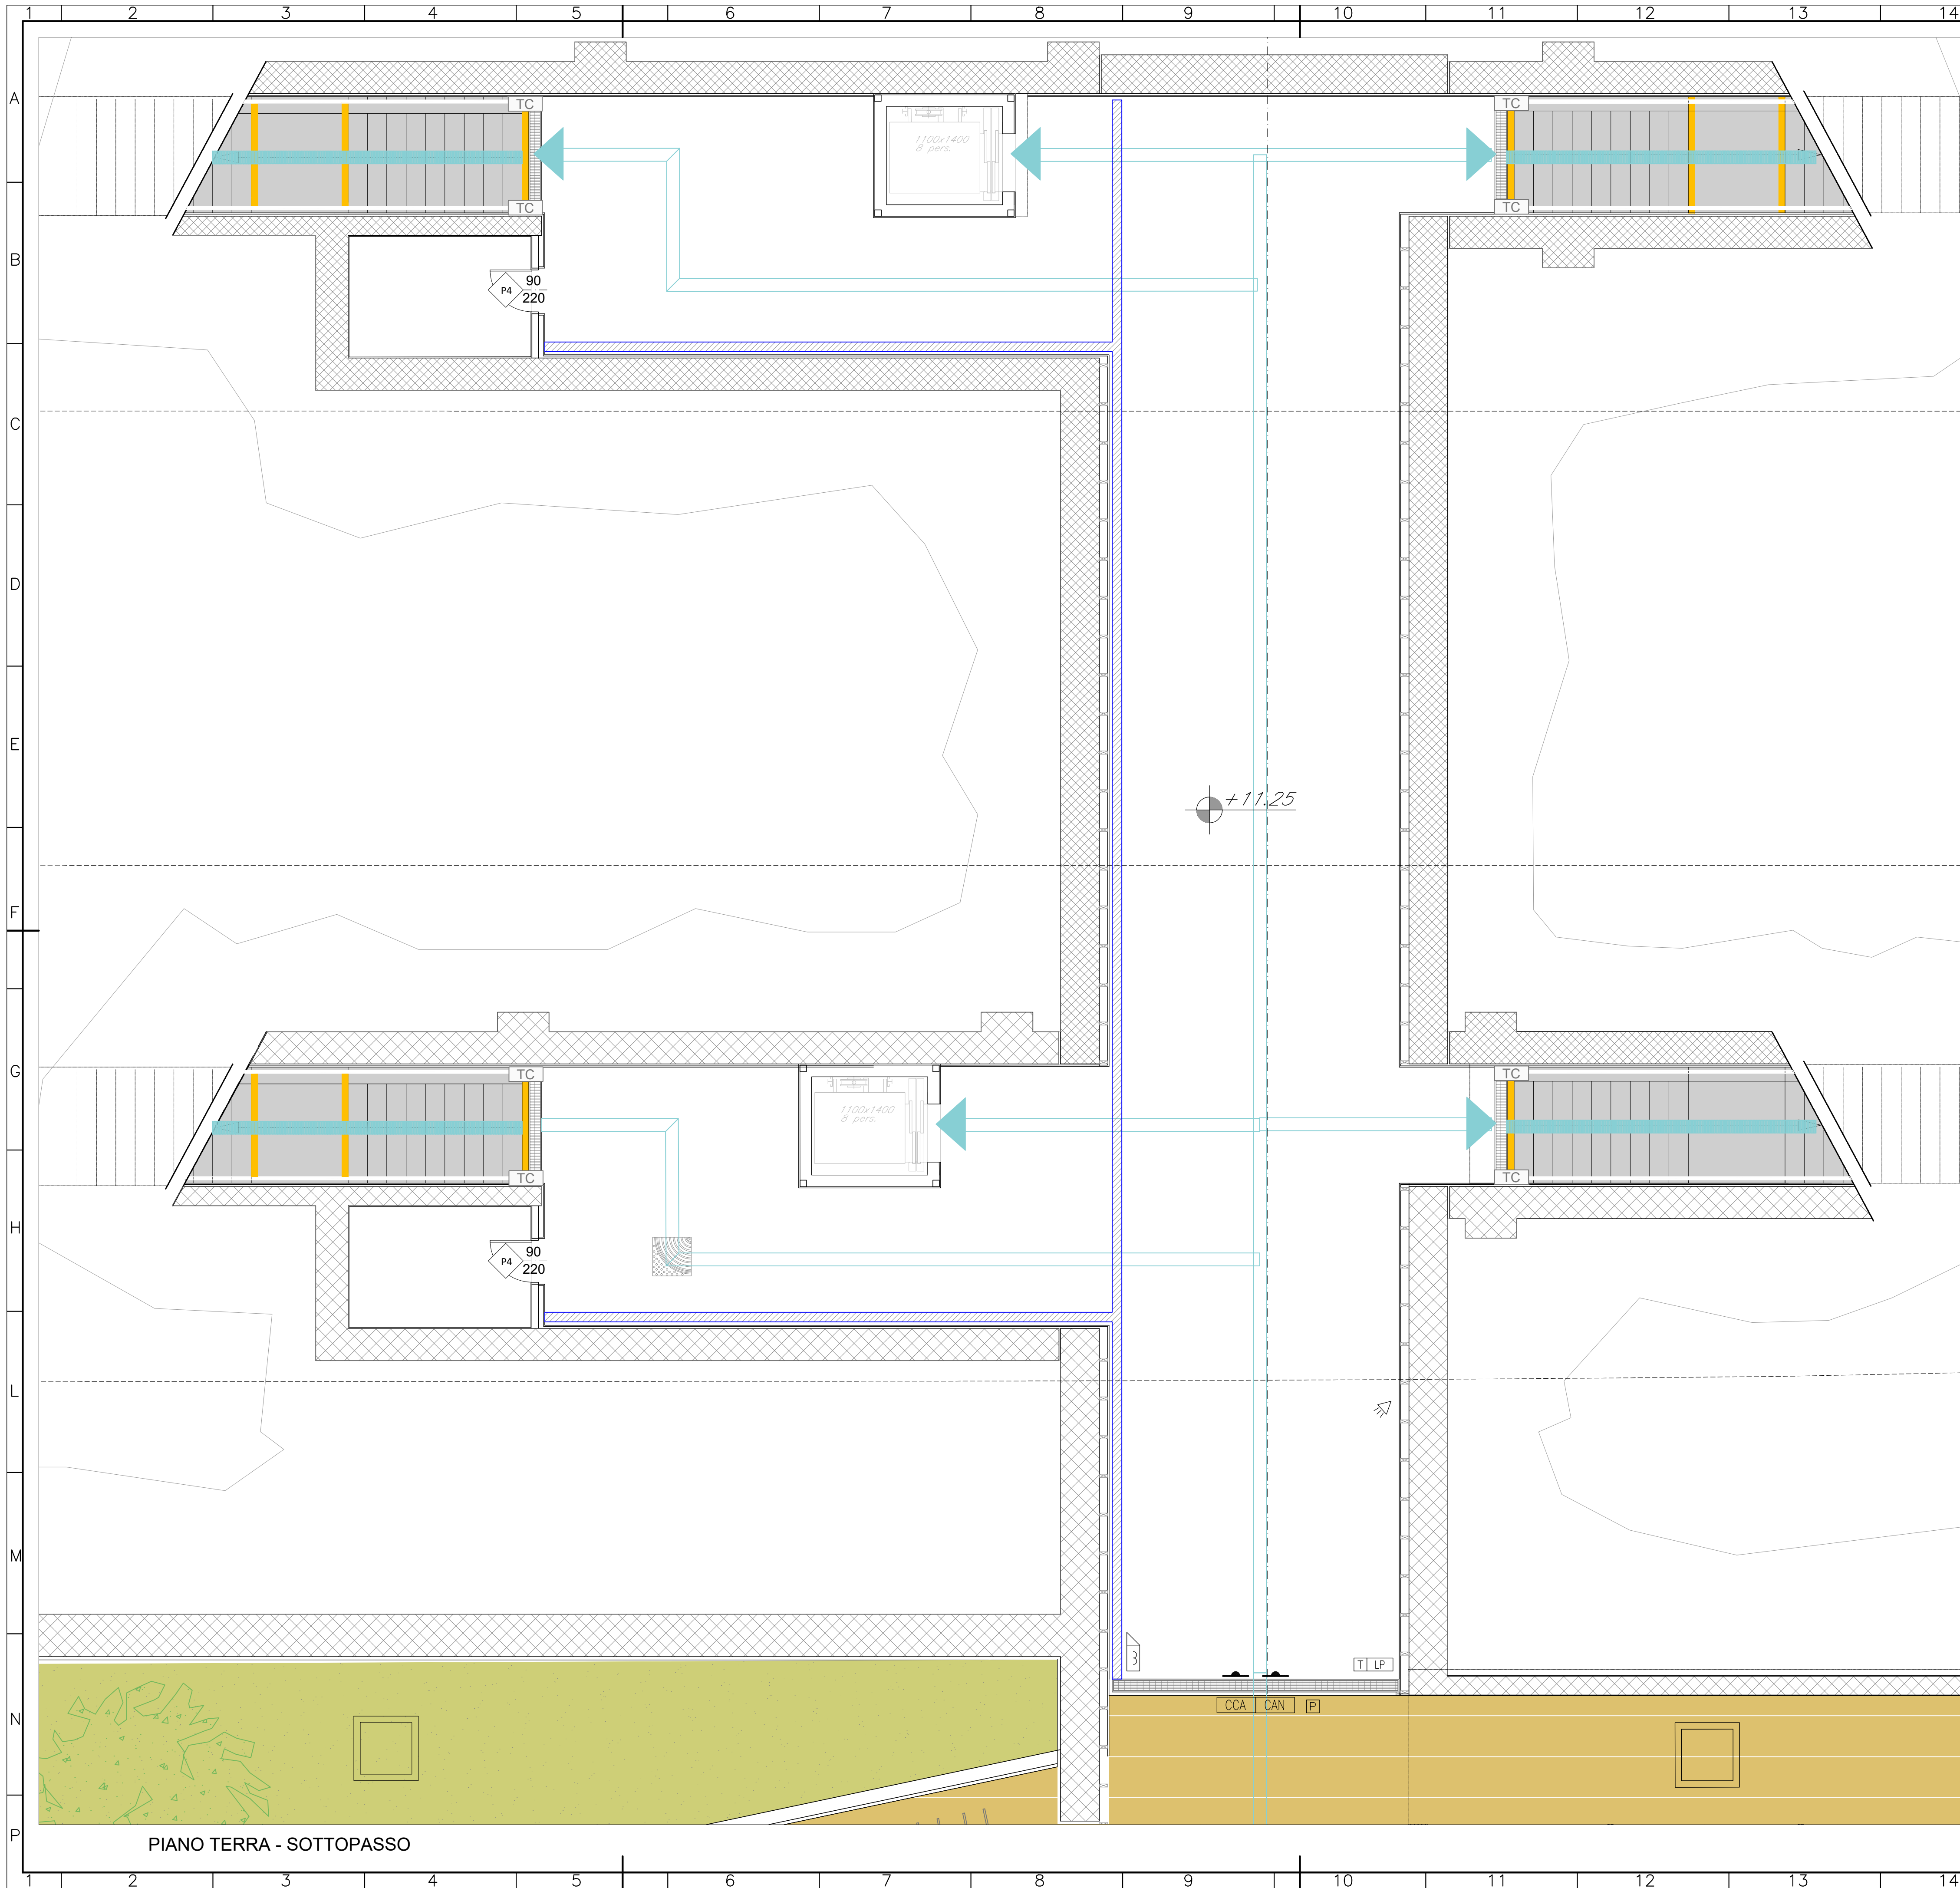 1 2 3 4 5 6 7 8 9 10 11 12 13 14
A
TC
TC
1100x1400
8 pers.
TC
TC
B
90
P4
220
C
D
E
+11.25
F
G
TC
TC
1100x1400
8 pers.
TC
TC
H
90
P4
220
L
M
3
T LP
N
CCA CAN P
P
PIANO TERRA - SOTTOPASSO
1 2 3 4 5 6 7 8 9 10 11 12 13 14